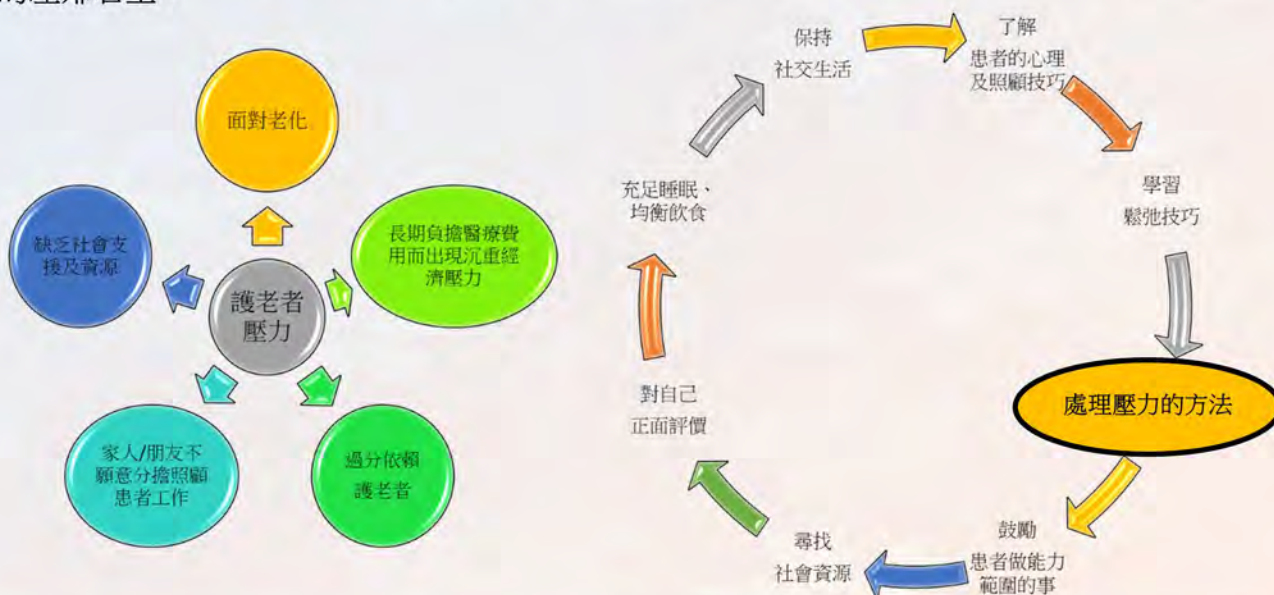 面對老化
缺乏社會支
援及資源
長期負擔醫療費
用而出現沉重經
濟壓力
護老者
壓力
家人/朋友不
願意分擔照顧
患者工作
過分依賴
護老者
保持
社交生活
了解
患者的心理
及照顧技巧
學習
鬆弛技巧
處理壓力的方法
鼓勵
患者做能力
範圍的事
尋找
社會資源
對自己
正面評價
充足睡眠、
均衡飲食